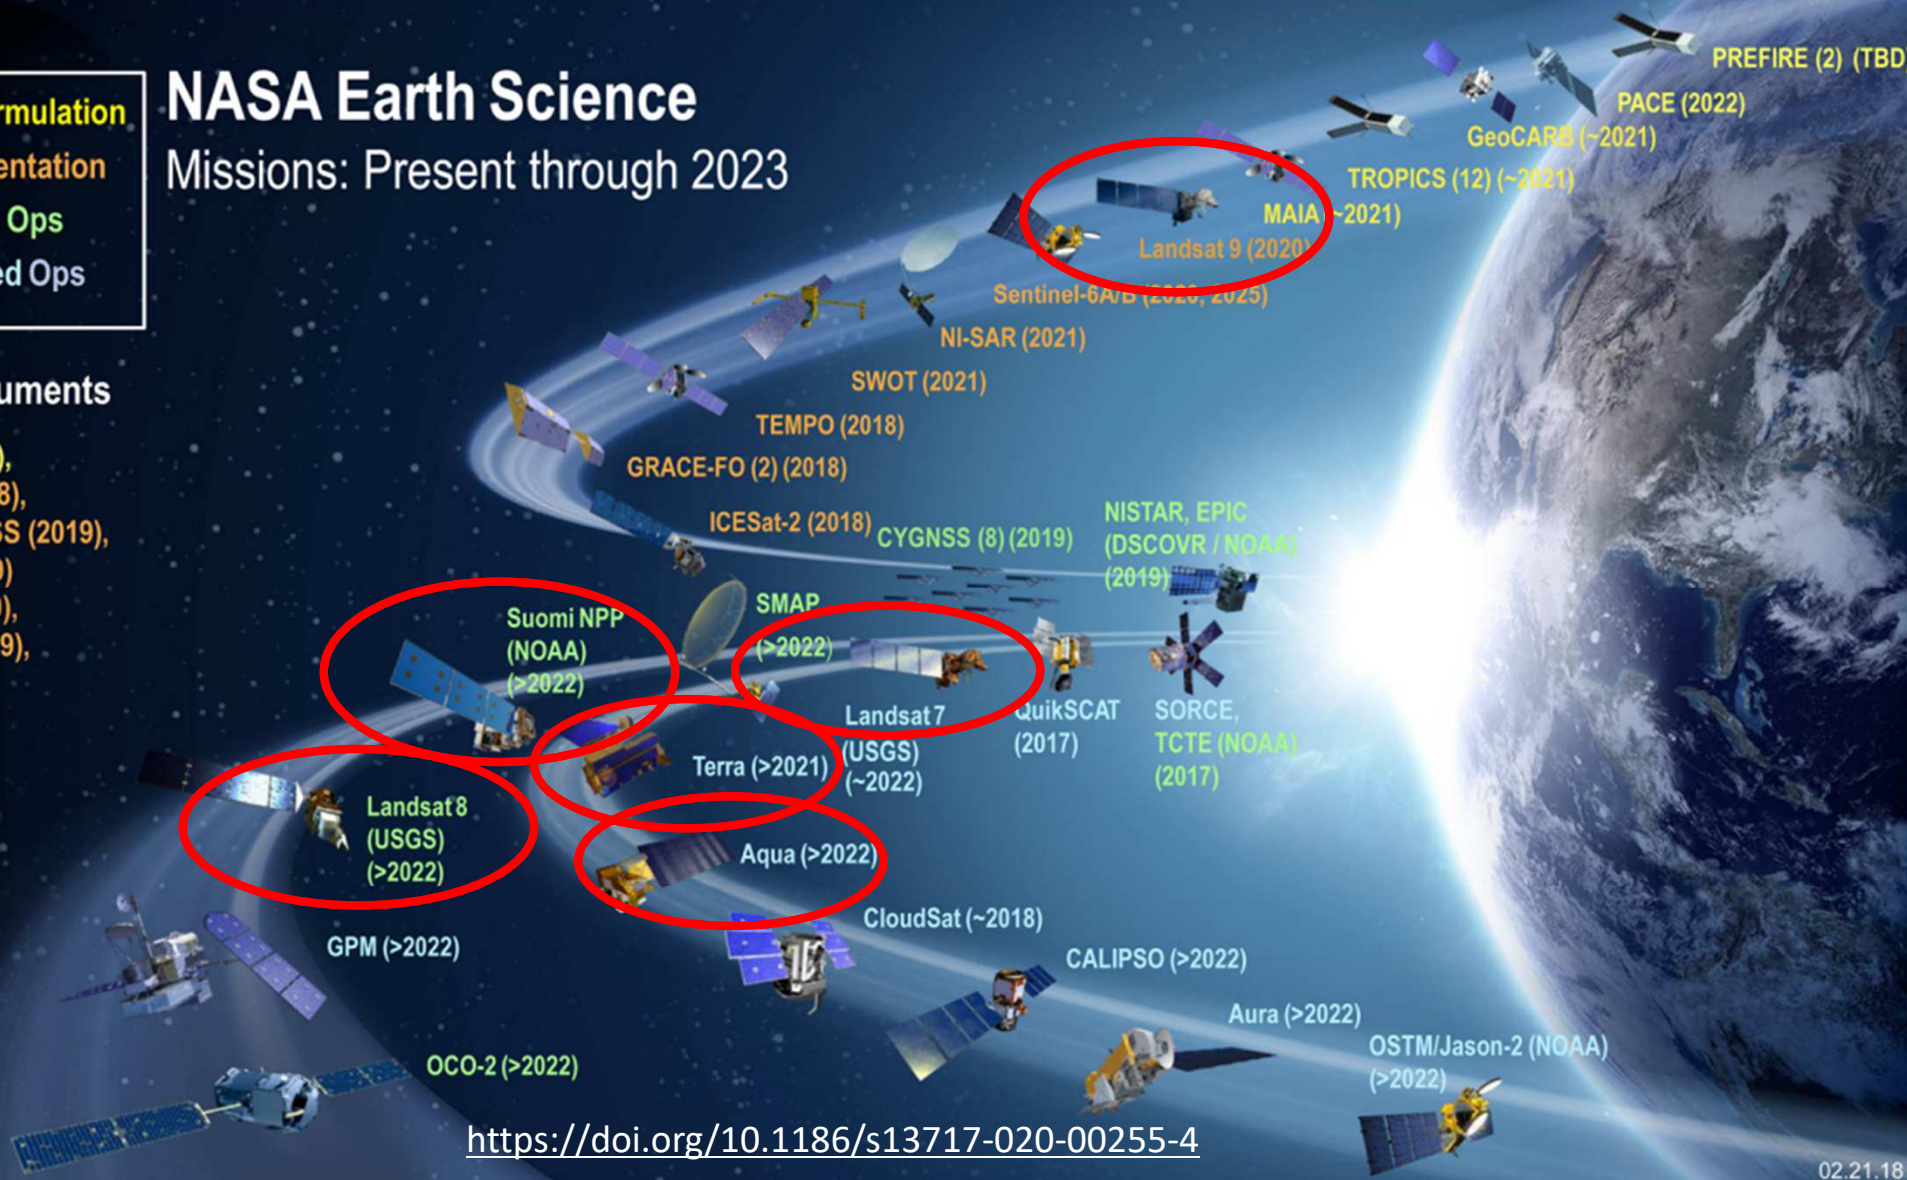 NASA Earth Science
Missions: Present through 2023
rmulation
entation
Ops
ed Ops
uments
),
8),
SS (2019),
9)
9),
9),
PREFIRE (2) (TBD
PACE (2022)
GeoCARB (~2021)
TROPICS (12) (~2021)
MAIA (~2021)
Landsat 9 (2020)
Sentinel-6A/B (2020, 2025)
NI-SAR (2021)
SWOT (2021)
TEMPO (2018)
GRACE-FO (2) (2018)
ICESat-2 (2018)
CYGNSS (8) (2019)
NISTAR, EPIC
(DSCOVR / NOAA)
(2019)
Suomi NPP
(NOAA)
(>2022)
SMAP
(>2022)
Landsat 7
(USGS)
(~2022)
QuikSCAT
(2017)
SORCE,
TCTE (NOAA)
(2017)
Terra (>2021)
Landsat 8
(USGS)
(>2022)
Aqua (>2022)
CloudSat (~2018)
GPM (>2022)
CALIPSO (>2022)
Aura (>2022)
OSTM/Jason-2 (NOAA)
(>2022)
OCO-2 (>2022)
https://doi.org/10.1186/s13717-020-00255-4
02.21.18